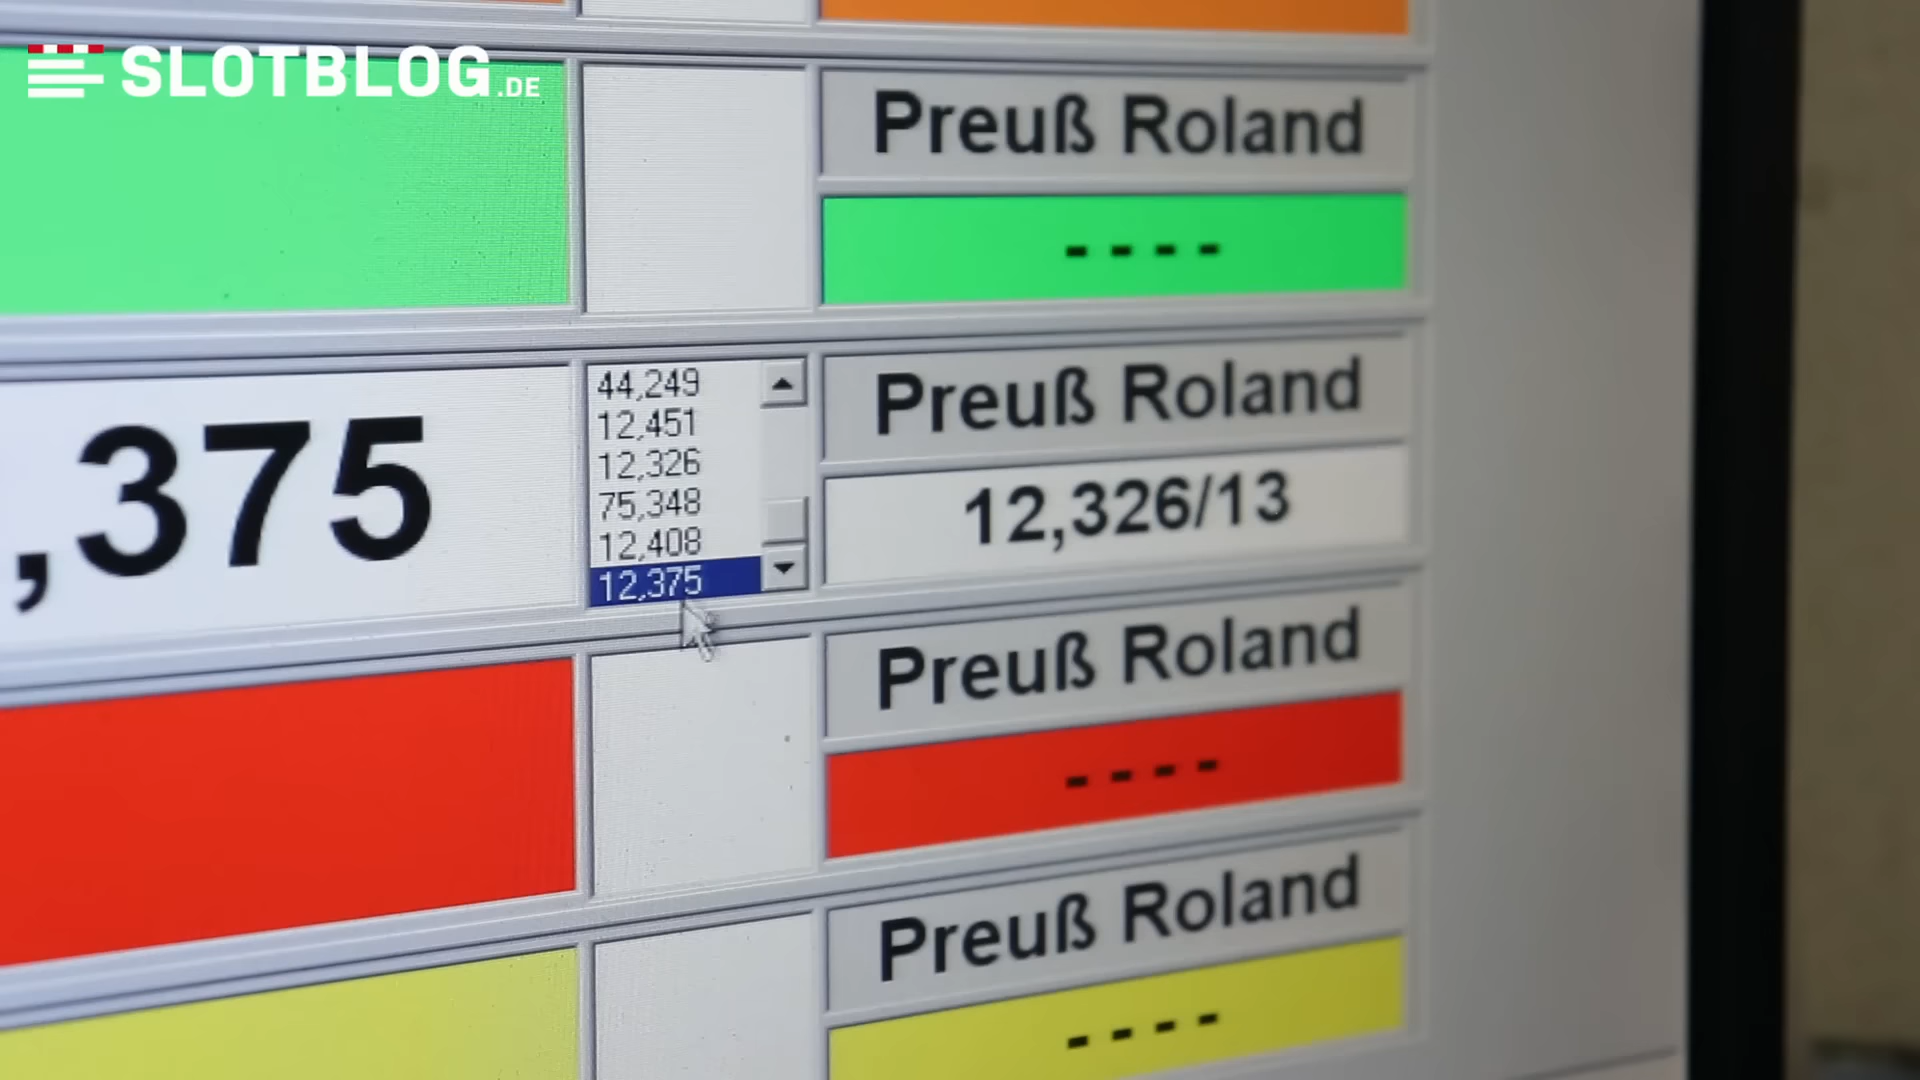 SLOTBLOG.DE
Preuß Roland
- - - -
,375
44,249
12,451
12,326
75,348
12,408
12,375
Preuß Roland
12,326/13
Preuß Roland
- - - -
Preuß Roland
- - - -